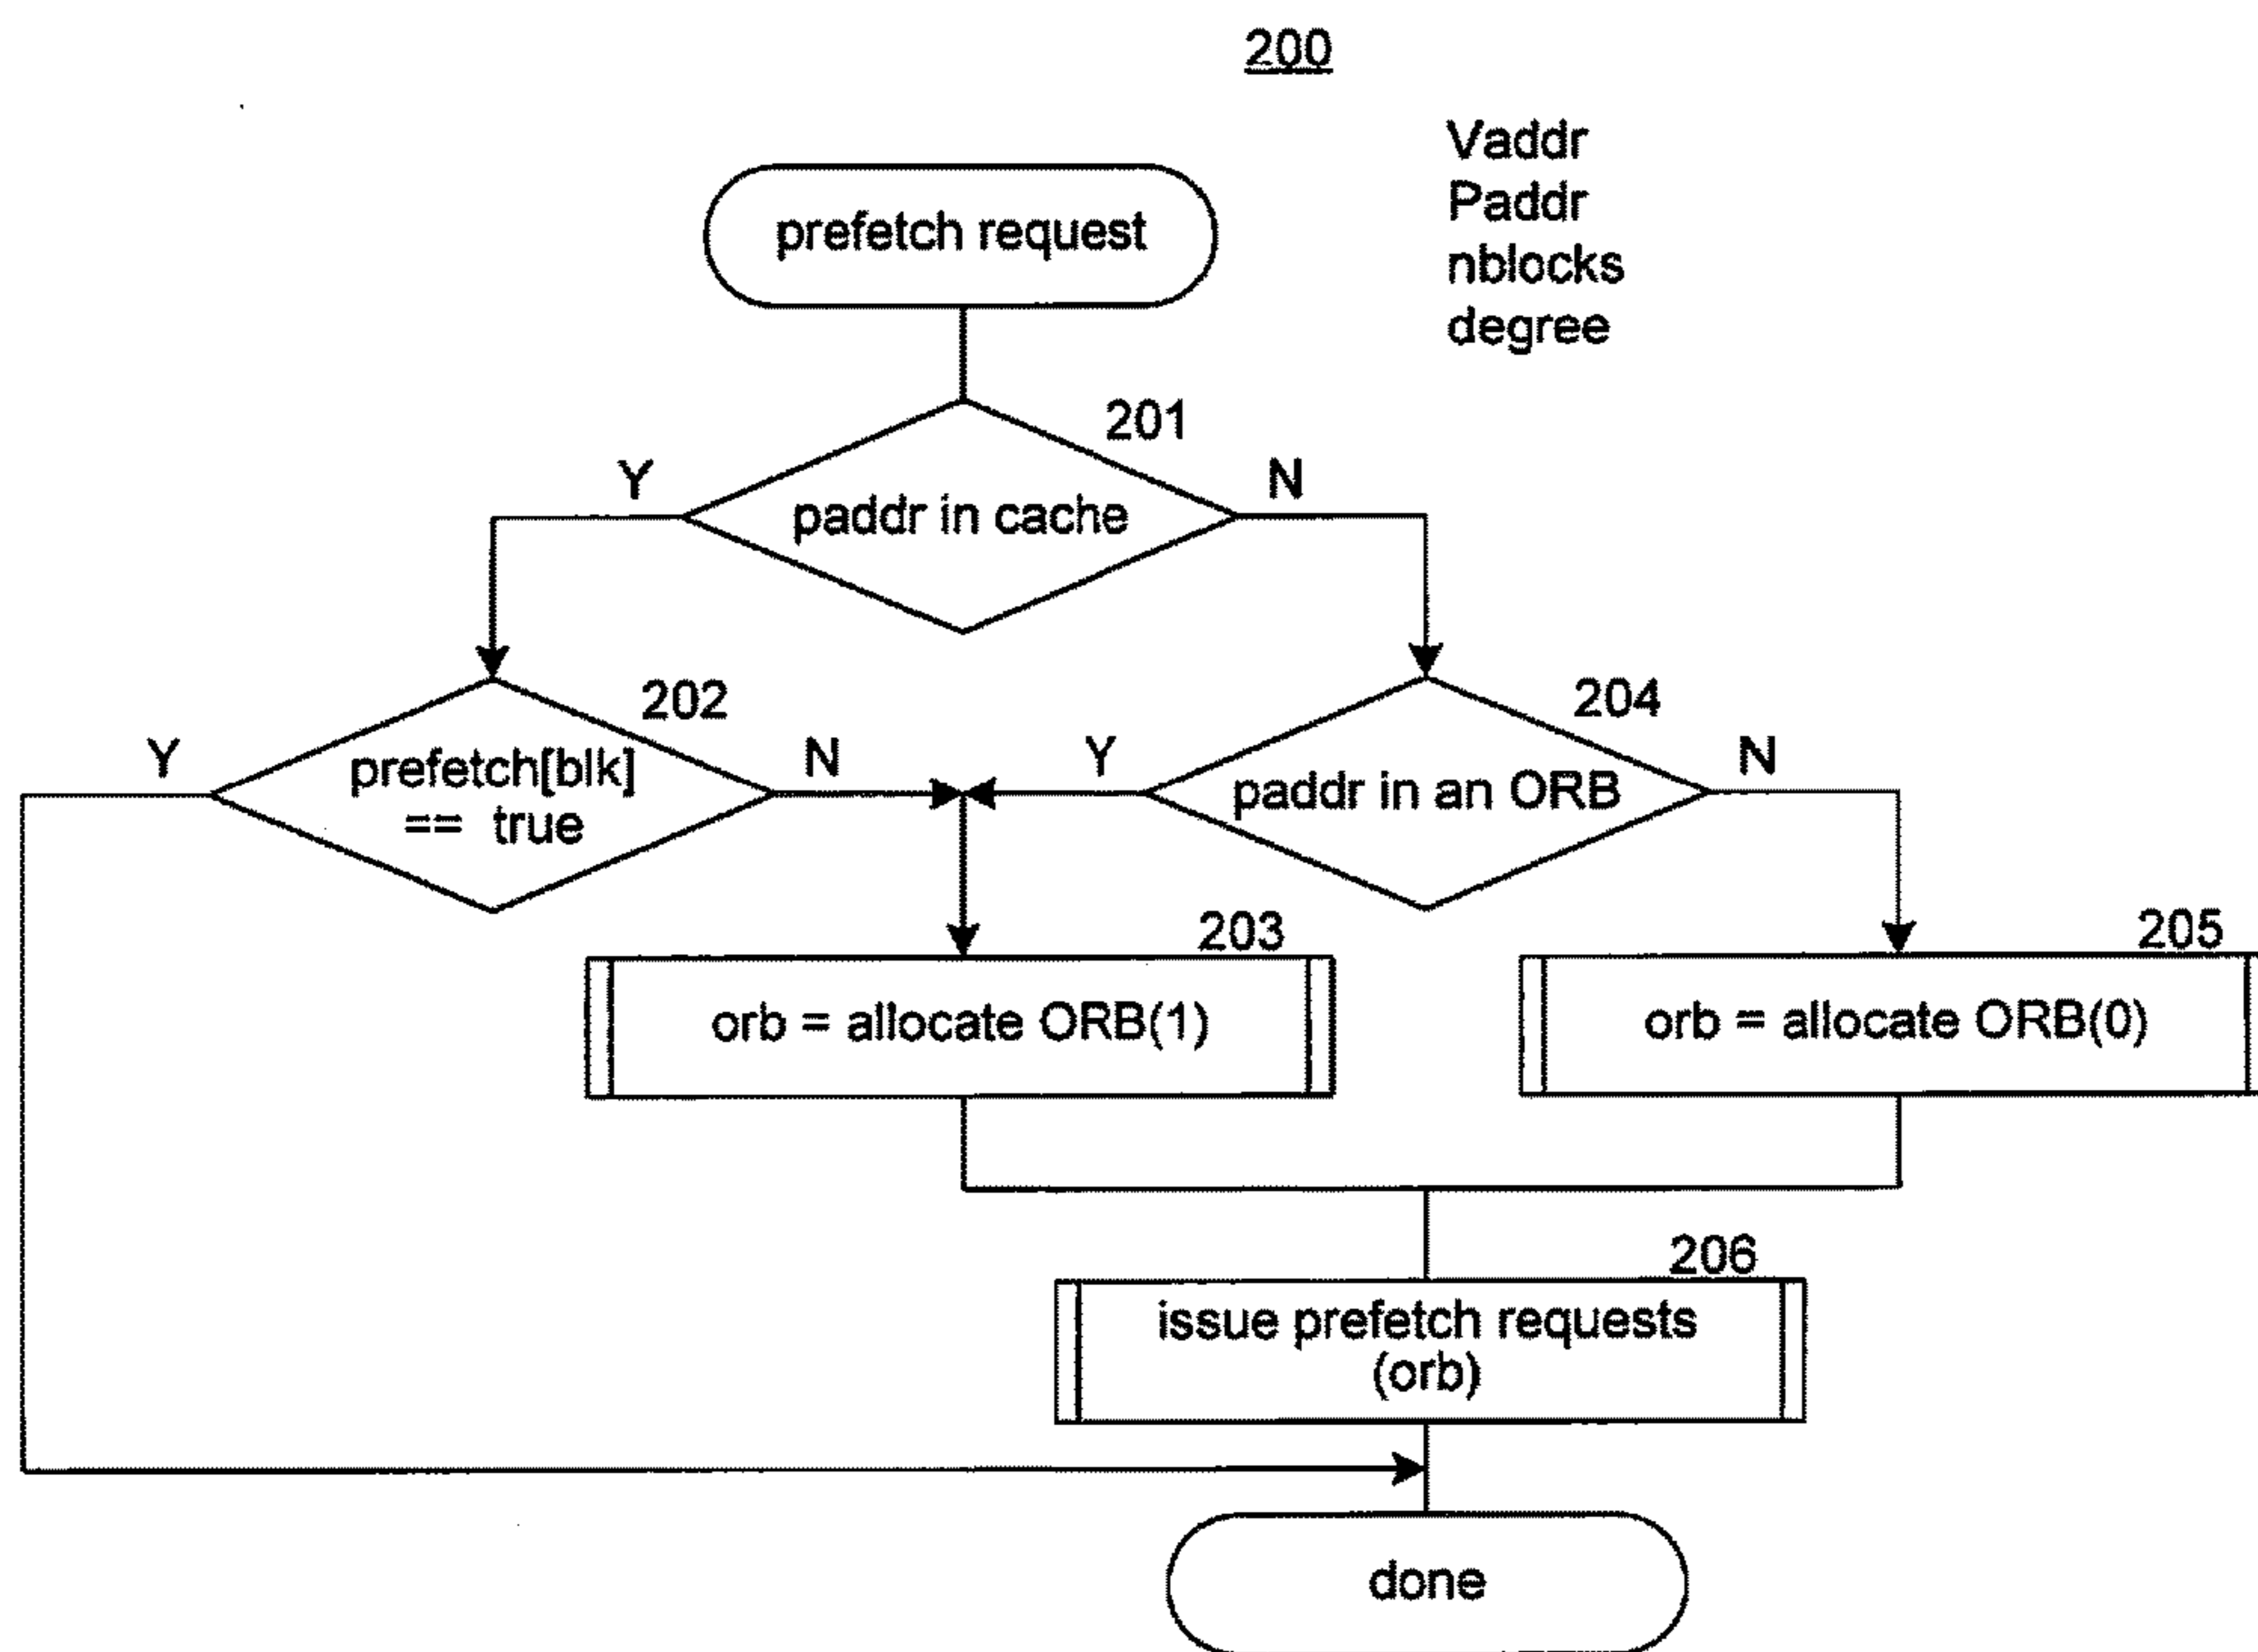 200
Vaddr
Paddr
nblocks
degree
prefetch request
201
Y
N
paddr in cache
202
204
Y
prefetch[blk]
== true
N
Y
paddr in an ORB
N
203
205
orb = allocate ORB(1)
orb = allocate ORB(0)
206
issue prefetch requests
(orb)
done